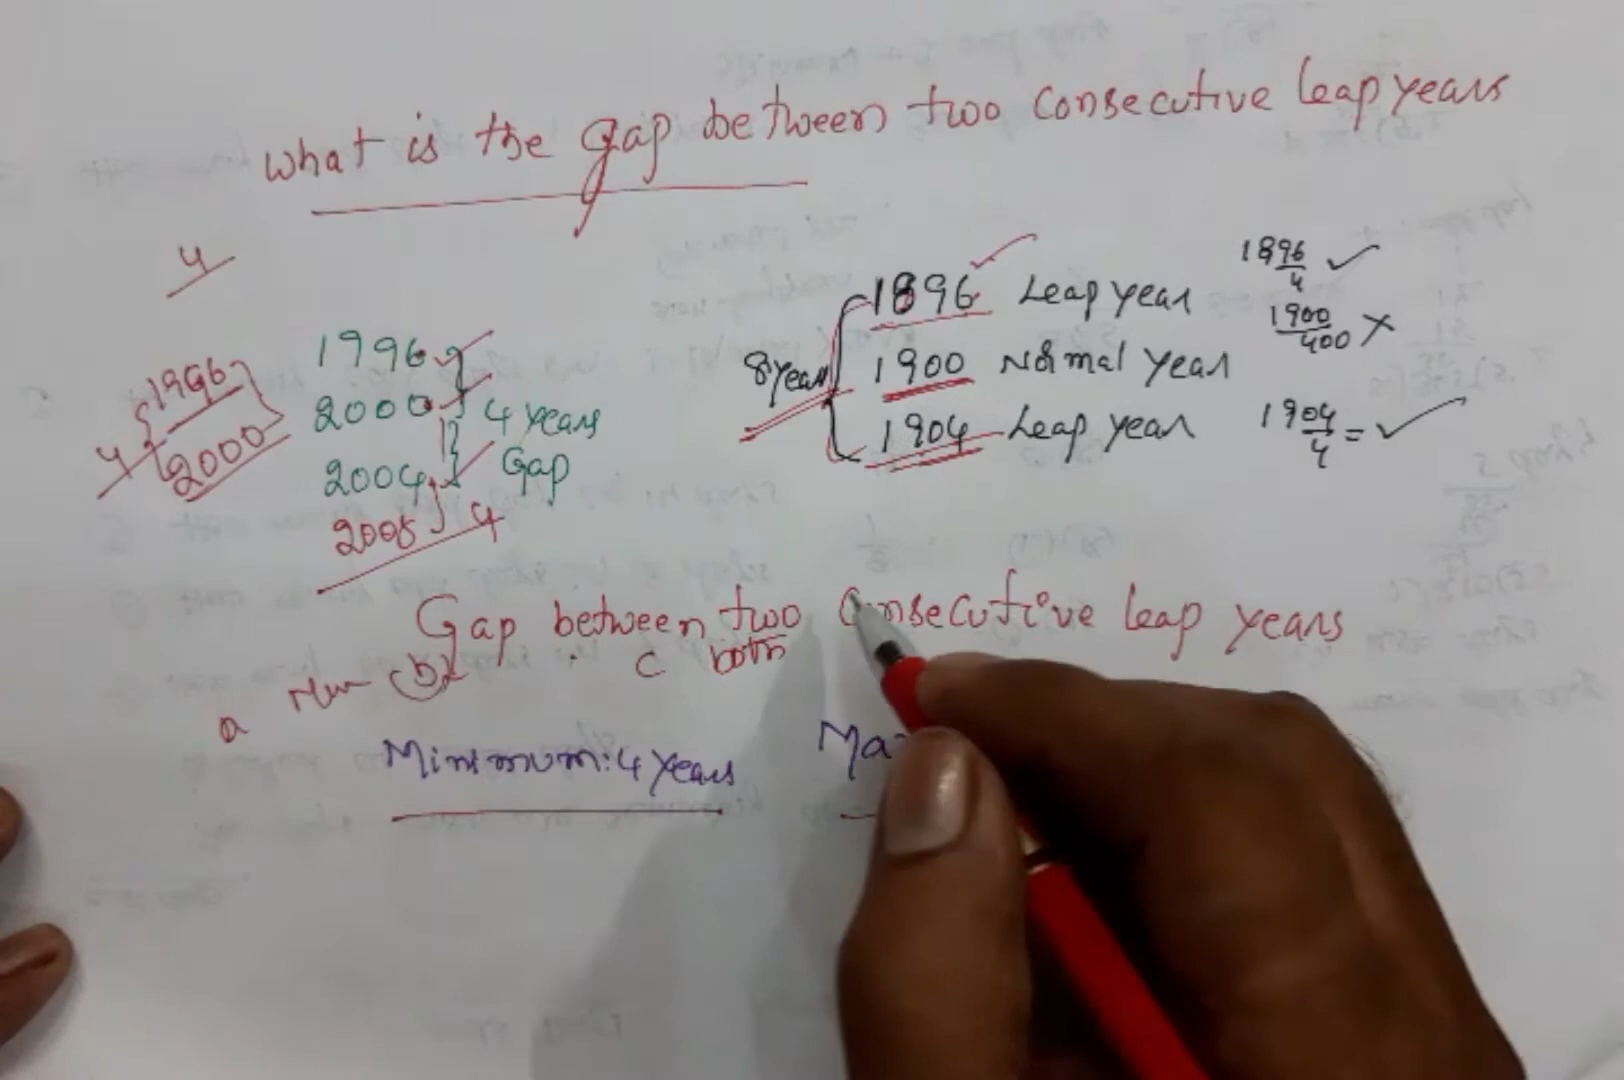 What is the gap between two consecutive leap years
4
1996
2000
4
1996
2000
2004
2008
4 years
Gap
4
8 years
1896 Leap year
1900 Normal year
1904 Leap year
1896/4 ✓
1900/400 ×
1904/4 = ✓
Gap between two consecutive leap years
a b c both
Minimum: 4 years Ma